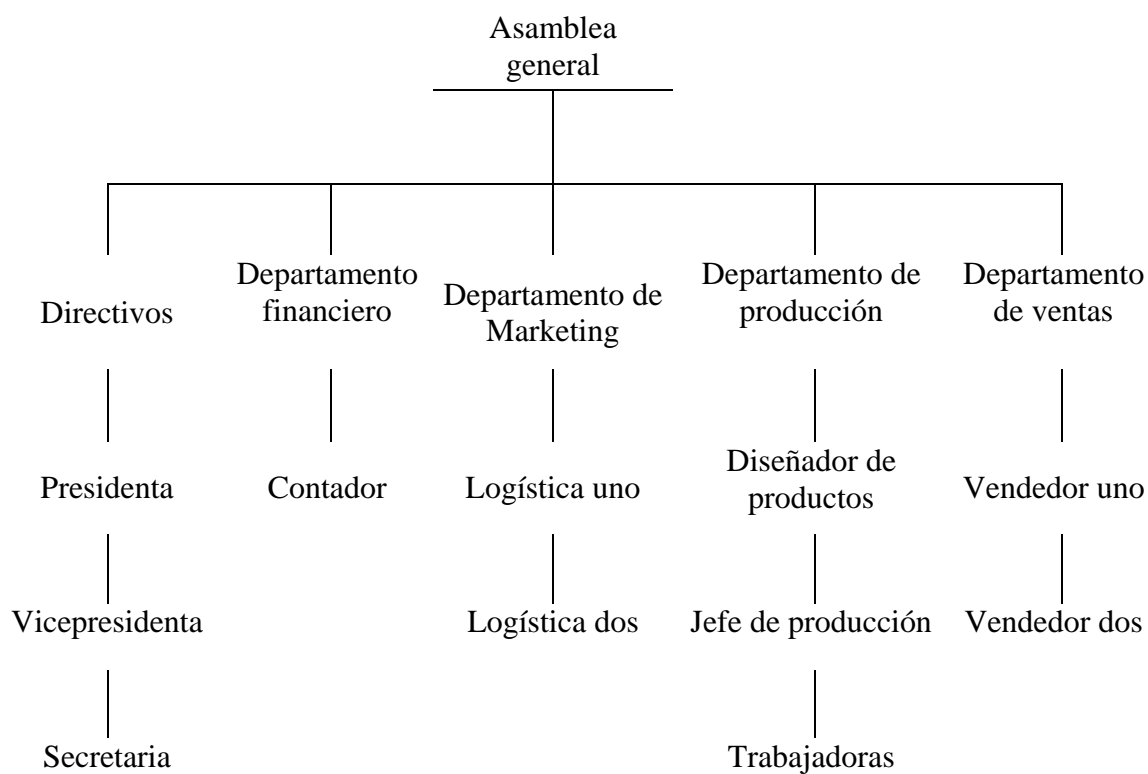 Asamblea
general
Directivos
Departamento
financiero
Departamento de
Marketing
Departamento de
producción
Departamento
de ventas
Presidenta
Contador
Logística uno
Diseñador de
productos
Vendedor uno
Vicepresidenta
Logística dos
Jefe de producción
Vendedor dos
Secretaria
Trabajadoras